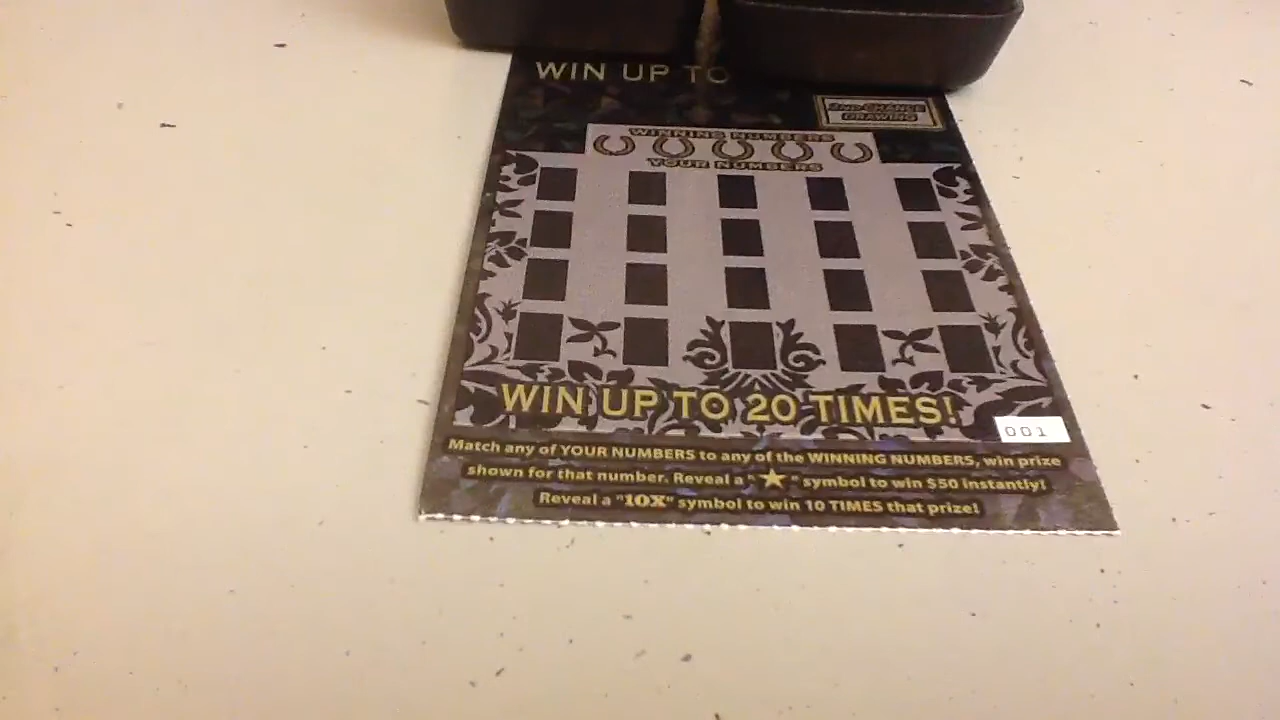 WIN UP TO
2ND CHANCE
DRAWING
WINNING NUMBERS
YOUR NUMBERS
WIN UP TO 20 TIMES!
001
Match any of YOUR NUMBERS to any of the WINNING NUMBERS, win prize
shown for that number. Reveal a "★" symbol to win $50 instantly!
Reveal a "10X" symbol to win 10 TIMES that prize!